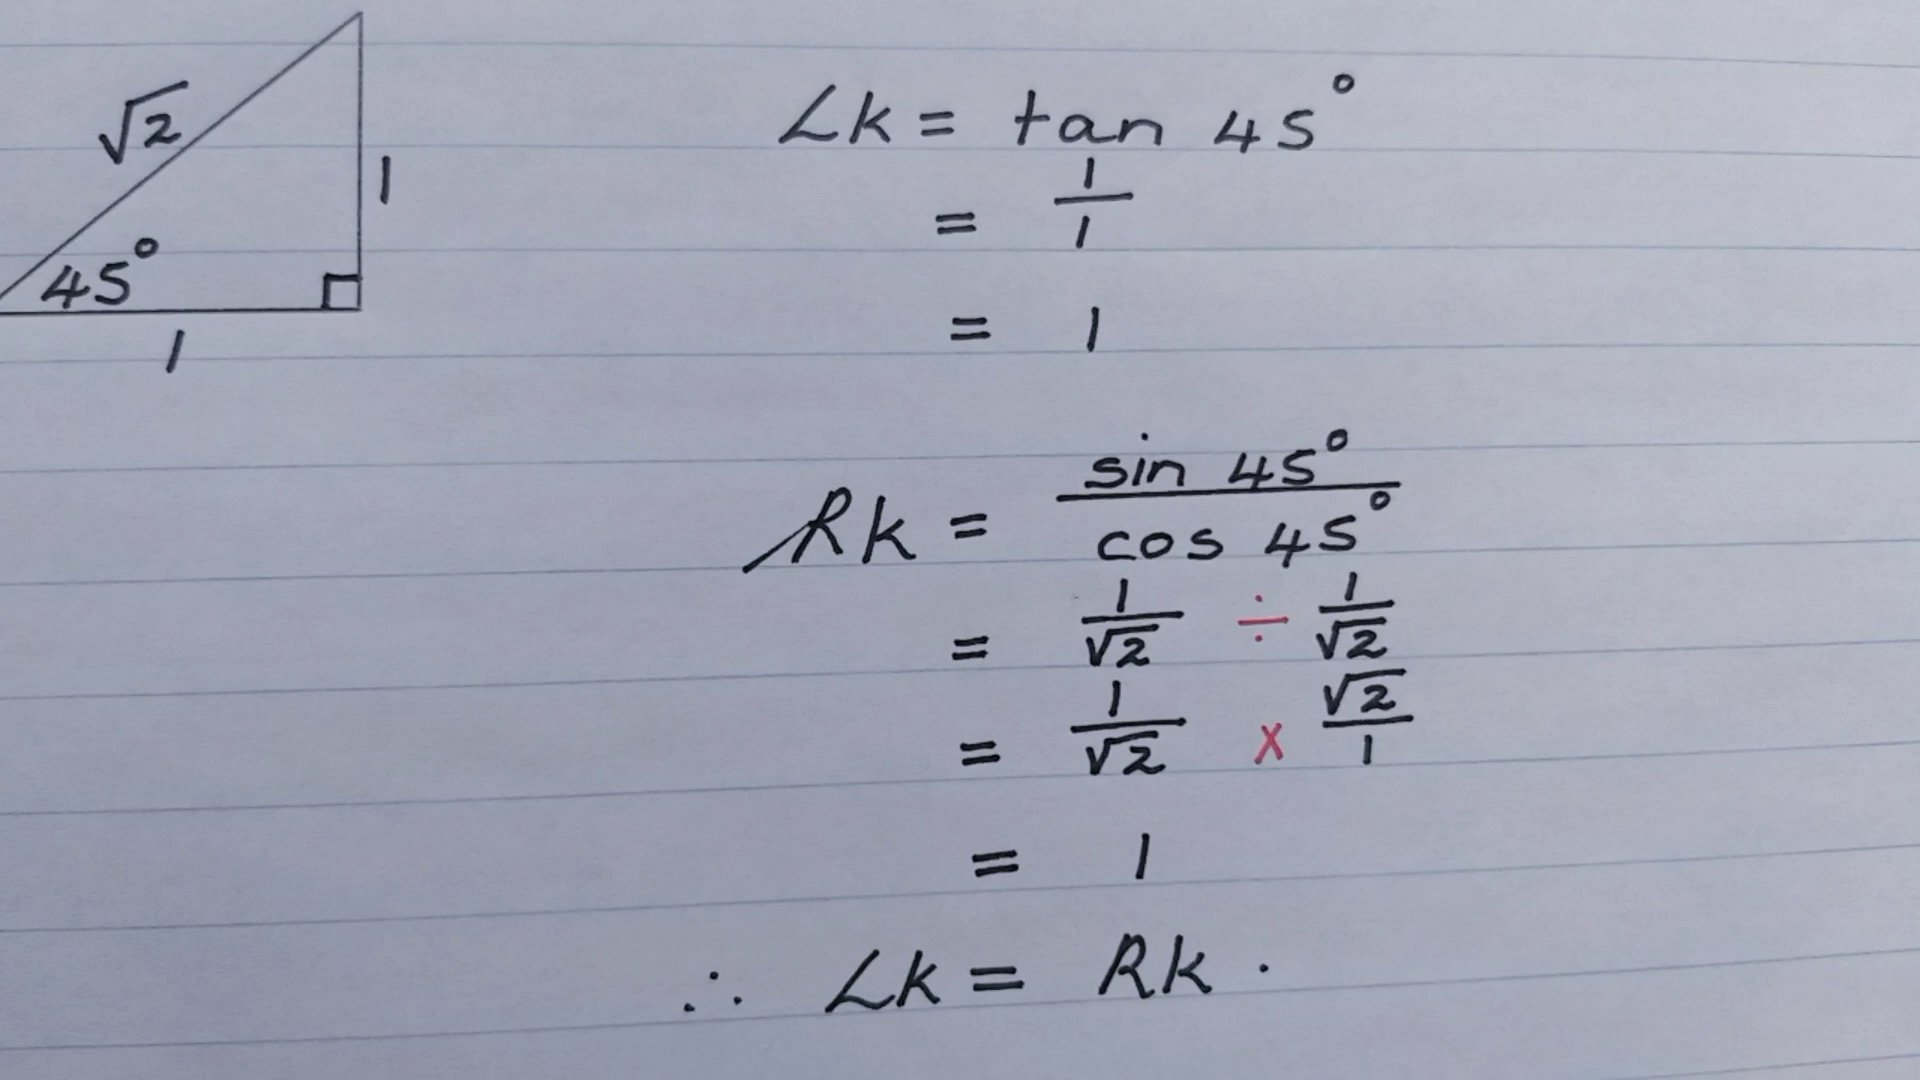 √2
1
45°
1
Lk = tan 45°
= 1/1
= 1
Rk = sin 45° / cos 45°
= 1/√2 ÷ 1/√2
= 1/√2 × √2/1
= 1
∴ Lk = Rk.